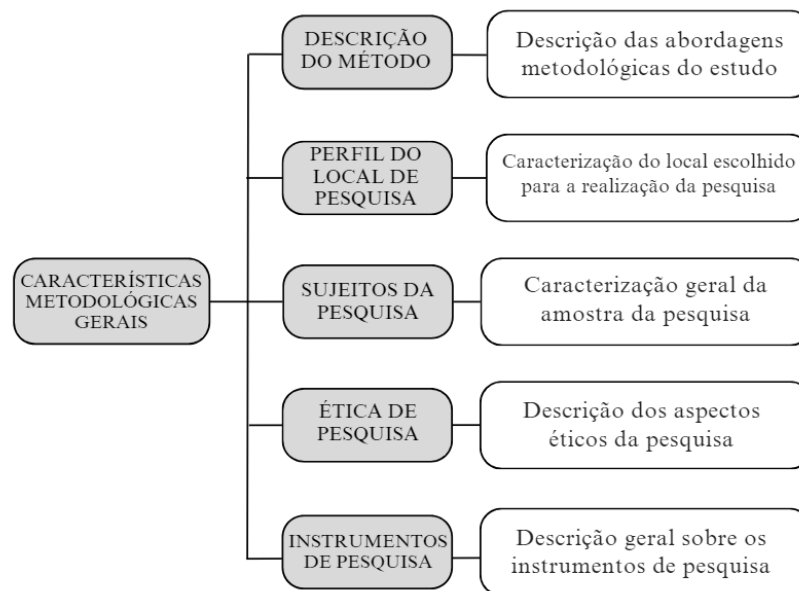 DESCRIÇÃO
DO MÉTODO
Descrição das abordagens
metodológicas do estudo
PERFIL DO
LOCAL DE
PESQUISA
Caracterização do local escolhido
para a realização da pesquisa
CARACTERÍSTICAS
METODOLÓGICAS
GERAIS
SUJEITOS DA
PESQUISA
Caracterização geral da
amostra da pesquisa
ÉTICA DE
PESQUISA
Descrição dos aspectos
éticos da pesquisa
INSTRUMENTOS
DE PESQUISA
Descrição geral sobre os
instrumentos de pesquisa